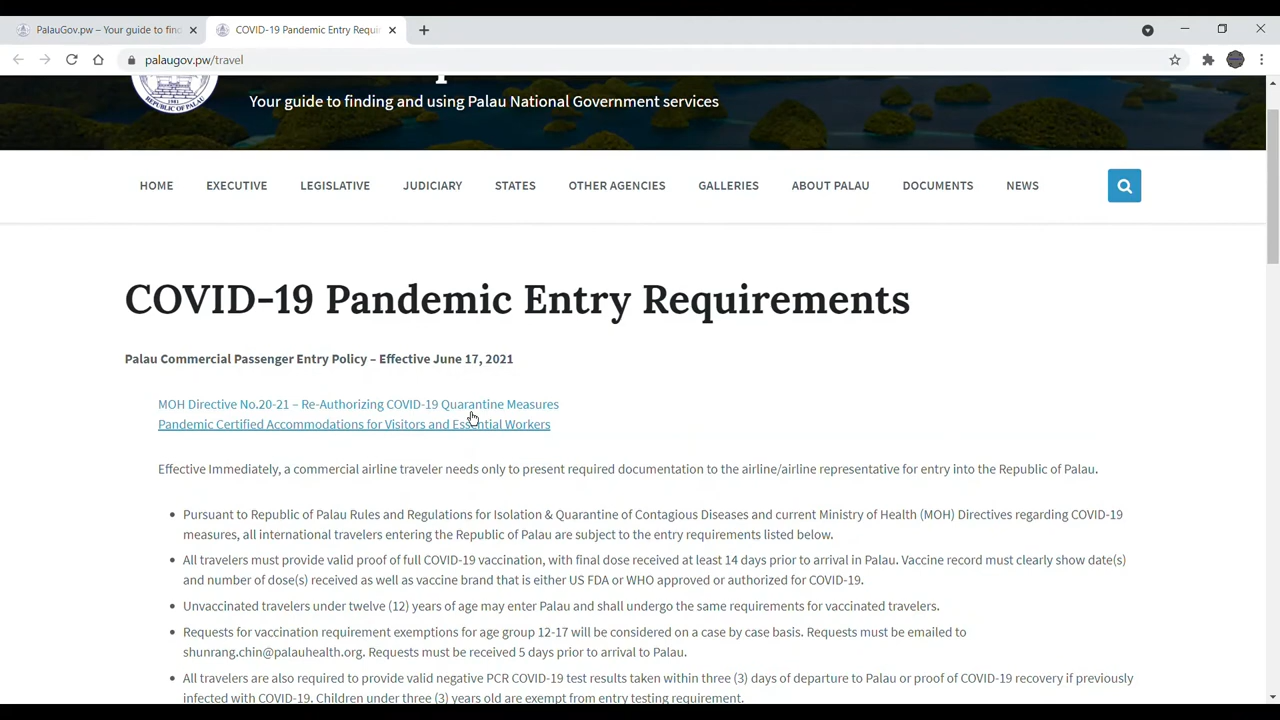 PalauGov.pw – Your guide to find
COVID-19 Pandemic Entry Requi
palaugov.pw/travel
1981
REPUBLIC OF PALAU
Your guide to finding and using Palau National Government services
HOME EXECUTIVE LEGISLATIVE JUDICIARY STATES OTHER AGENCIES GALLERIES ABOUT PALAU DOCUMENTS NEWS
COVID-19 Pandemic Entry Requirements
Palau Commercial Passenger Entry Policy – Effective June 17, 2021
MOH Directive No.20-21 – Re-Authorizing COVID-19 Quarantine Measures
Pandemic Certified Accommodations for Visitors and Essential Workers
Effective Immediately, a commercial airline traveler needs only to present required documentation to the airline/airline representative for entry into the Republic of Palau.
• Pursuant to Republic of Palau Rules and Regulations for Isolation & Quarantine of Contagious Diseases and current Ministry of Health (MOH) Directives regarding COVID-19
measures, all international travelers entering the Republic of Palau are subject to the entry requirements listed below.
• All travelers must provide valid proof of full COVID-19 vaccination, with final dose received at least 14 days prior to arrival in Palau. Vaccine record must clearly show date(s)
and number of dose(s) received as well as vaccine brand that is either US FDA or WHO approved or authorized for COVID-19.
• Unvaccinated travelers under twelve (12) years of age may enter Palau and shall undergo the same requirements for vaccinated travelers.
• Requests for vaccination requirement exemptions for age group 12-17 will be considered on a case by case basis. Requests must be emailed to
shunrang.chin@palauhealth.org. Requests must be received 5 days prior to arrival to Palau.
• All travelers are also required to provide valid negative PCR COVID-19 test results taken within three (3) days of departure to Palau or proof of COVID-19 recovery if previously
infected with COVID-19. Children under three (3) years old are exempt from entry testing requirement.